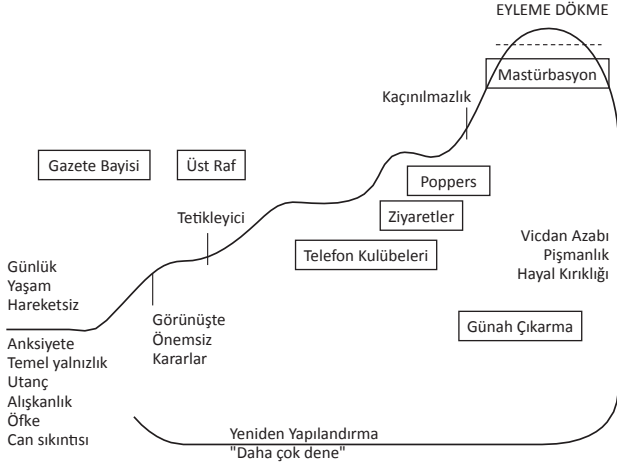 EYLEME DÖKME
Mastürbasyon
Kaçınılmazlık
Gazete Bayisi
Üst Raf
Poppers
Tetikleyici
Ziyaretler
Telefon Kulübeleri
Vicdan Azabı
Pişmanlık
Hayal Kırıklığı
Günlük
Yaşam
Hareketsiz
Görünüşte
Önemsiz
Kararlar
Günah Çıkarma
Anksiyete
Temel yalnızlık
Utanç
Alışkanlık
Öfke
Can sıkıntısı
Yeniden Yapılandırma
"Daha çok dene"